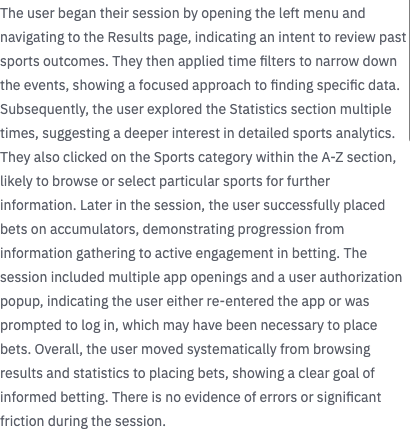 The user began their session by opening the left menu and
navigating to the Results page, indicating an intent to review past
sports outcomes. They then applied time filters to narrow down
the events, showing a focused approach to finding specific data.
Subsequently, the user explored the Statistics section multiple
times, suggesting a deeper interest in detailed sports analytics.
They also clicked on the Sports category within the A-Z section,
likely to browse or select particular sports for further
information. Later in the session, the user successfully placed
bets on accumulators, demonstrating progression from
information gathering to active engagement in betting. The
session included multiple app openings and a user authorization
popup, indicating the user either re-entered the app or was
prompted to log in, which may have been necessary to place
bets. Overall, the user moved systematically from browsing
results and statistics to placing bets, showing a clear goal of
informed betting. There is no evidence of errors or significant
friction during the session.